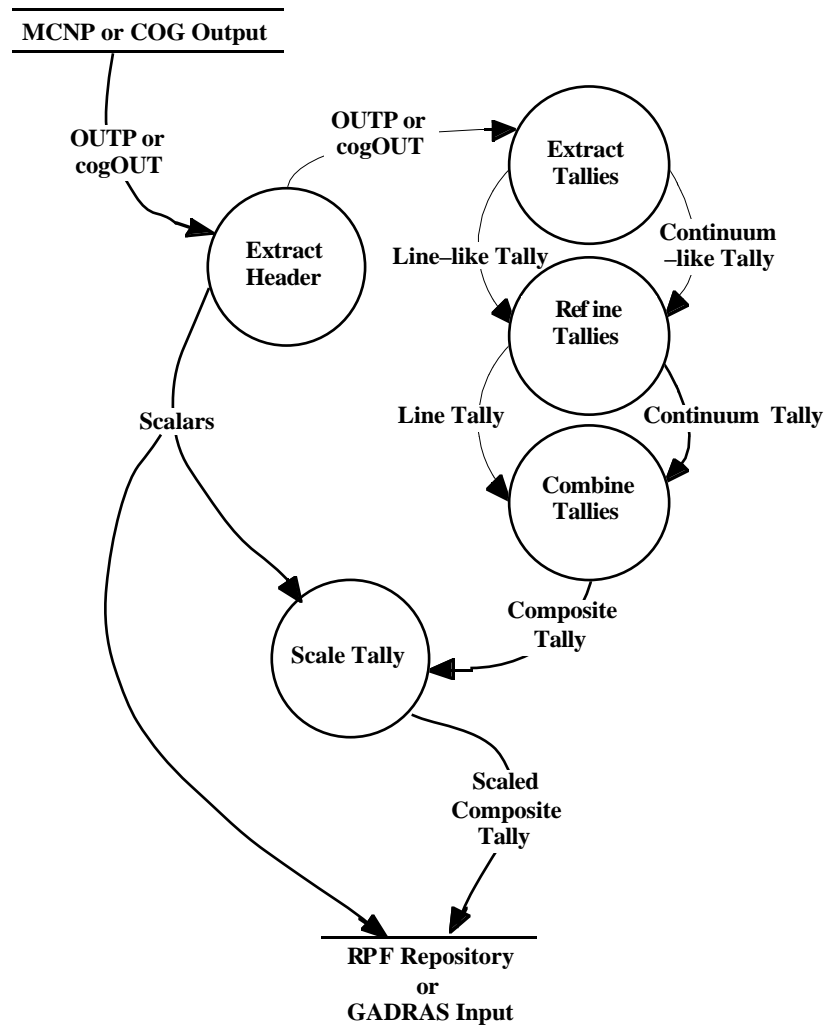 MCNP or COG Output
OUTP or
cogOUT
OUTP or
cogOUT
Extract
Tallies
Extract
Header
Line–like Tally
Continuum
–like Tally
Refine
Tallies
Line Tally
Continuum Tally
Scalars
Combine
Tallies
Composite
Tally
Scale Tally
Scaled
Composite
Tally
RPF Repository
or
GADRAS Input